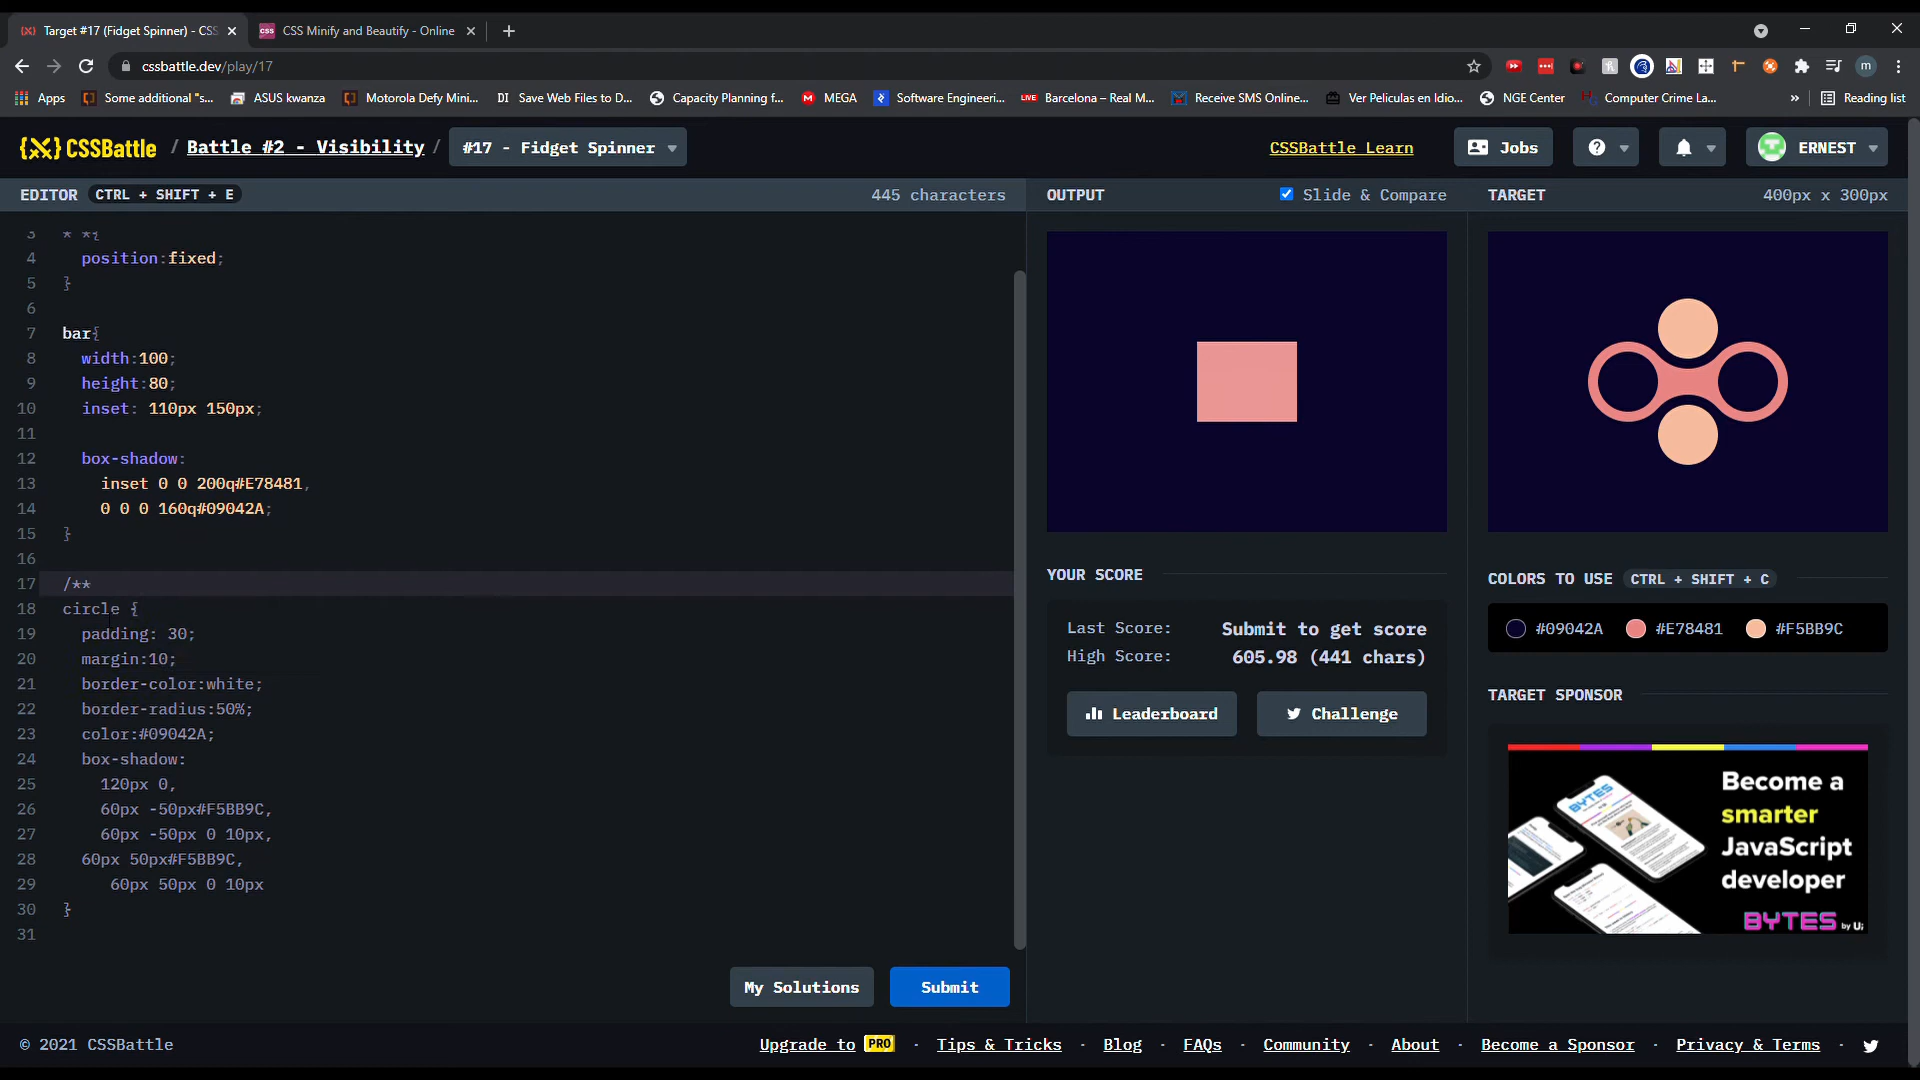 Target #17 (Fidget Spinner) - CSS
CSS Minify and Beautify - Online
cssbattle.dev/play/17
m
Apps
Some additional "s...
ASUS kwanza
Motorola Defy Mini...
DI Save Web Files to D...
Capacity Planning f...
MEGA
Software Engineeri...
LIVE Barcelona – Real M...
Receive SMS Online...
Ver Peliculas en Idio...
NGE Center
Computer Crime La...
»
Reading list
{X} CSSBattle / Battle #2 - Visibility / #17 - Fidget Spinner
CSSBattle Learn
Jobs
ERNEST
EDITOR CTRL + SHIFT + E
445 characters
OUTPUT
Slide & Compare
TARGET
400px x 300px
3 * *{
4 position:fixed;
5 }
6
7 bar{
8 width:100;
9 height:80;
10 inset: 110px 150px;
11
12 box-shadow:
13 inset 0 0 200q#E78481,
14 0 0 0 160q#09042A;
15 }
16
17 /**
18 circle {
19 padding: 30;
20 margin:10;
21 border-color:white;
22 border-radius:50%;
23 color:#09042A;
24 box-shadow:
25 120px 0,
26 60px -50px#F5BB9C,
27 60px -50px 0 10px,
28 60px 50px#F5BB9C,
29 60px 50px 0 10px
30 }
31
My Solutions
Submit
YOUR SCORE
Last Score: Submit to get score
High Score: 605.98 (441 chars)
Leaderboard
Challenge
COLORS TO USE CTRL + SHIFT + C
#09042A #E78481 #F5BB9C
TARGET SPONSOR
Become a
smarter
JavaScript
developer
BYTES by Ui
© 2021 CSSBattle
Upgrade to PRO · Tips & Tricks · Blog · FAQs · Community · About · Become a Sponsor · Privacy & Terms ·